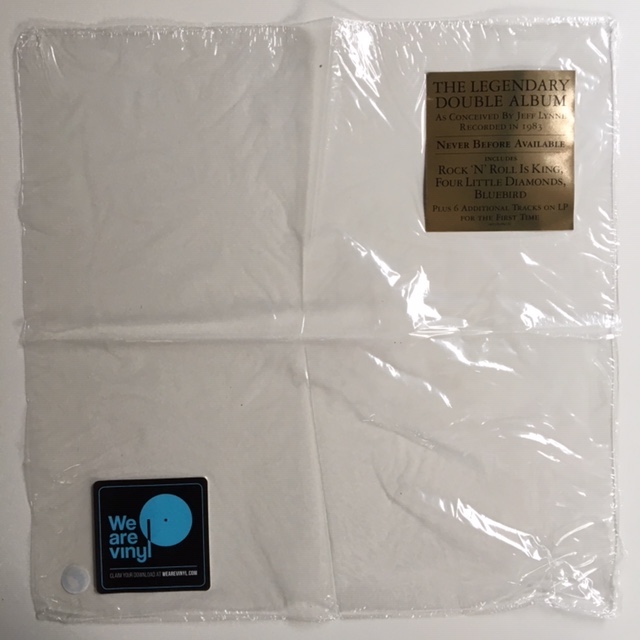 THE LEGENDARY
DOUBLE ALBUM
AS CONCEIVED BY JEFF LYNNE
RECORDED IN 1983
NEVER BEFORE AVAILABLE
INCLUDES
ROCK 'N' ROLL IS KING,
FOUR LITTLE DIAMONDS,
BLUEBIRD
PLUS 6 ADDITIONAL TRACKS ON LP
FOR THE FIRST TIME
We
are
vinyl
CLAIM YOUR DOWNLOAD AT WEAREVINYL.COM